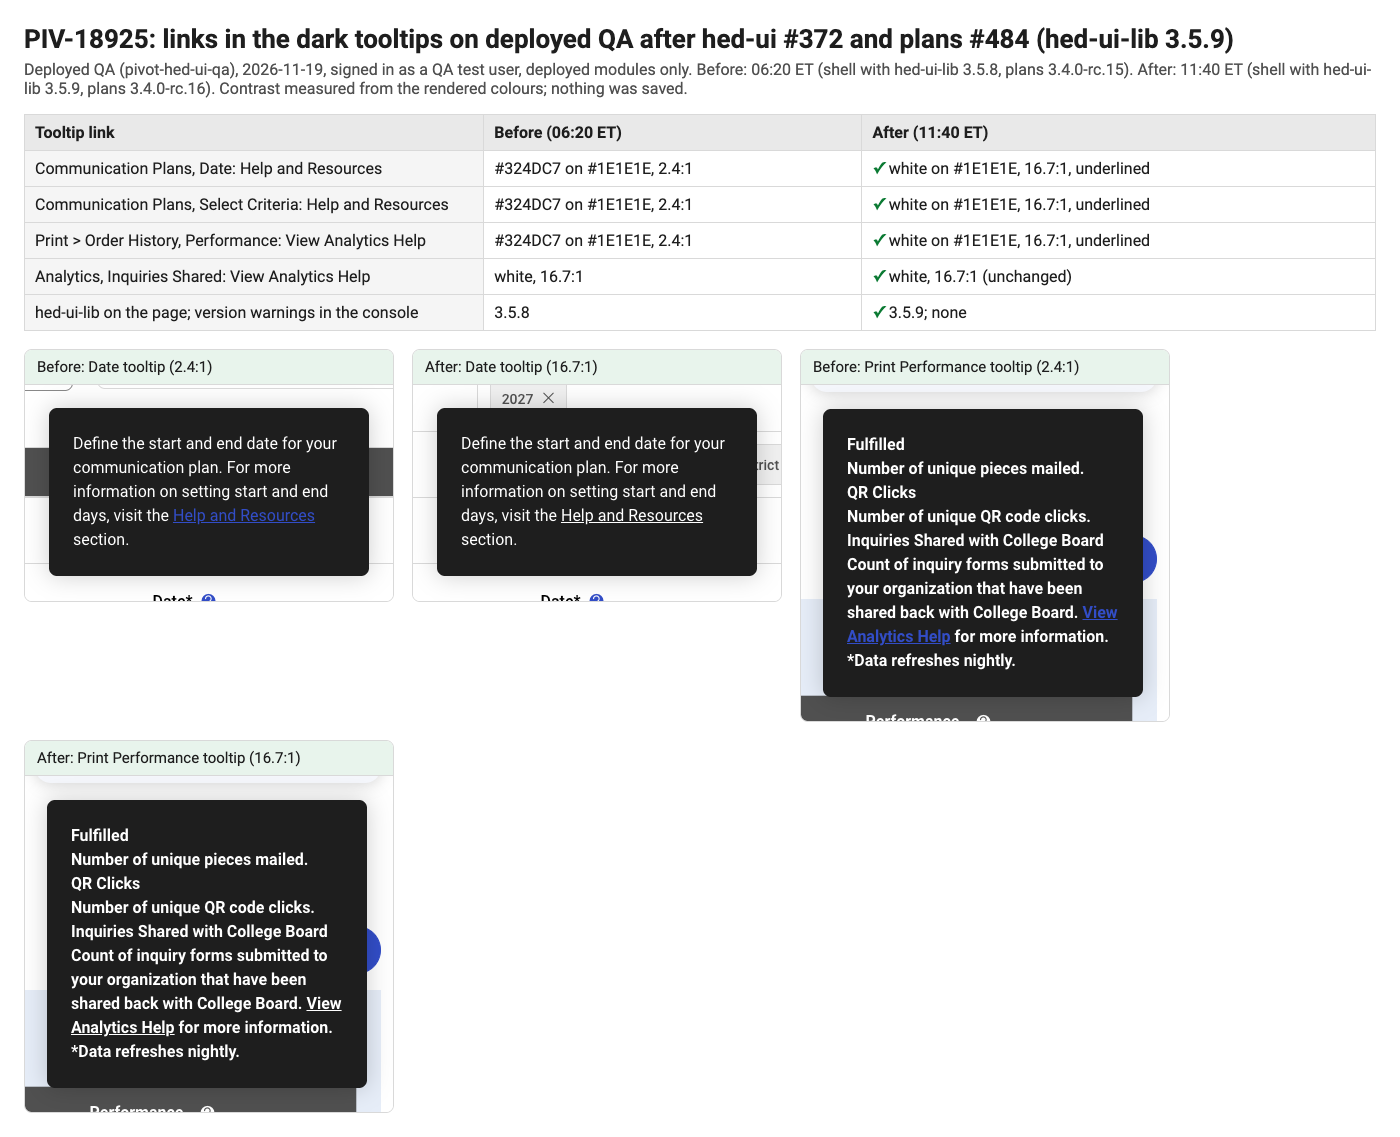 PIV-18925: links in the dark tooltips on deployed QA after hed-ui #372 and plans #484 (hed-ui-lib 3.5.9)
Deployed QA (pivot-hed-ui-qa), 2026-11-19, signed in as a QA test user, deployed modules only. Before: 06:20 ET (shell with hed-ui-lib 3.5.8, plans 3.4.0-rc.15). After: 11:40 ET (shell with hed-ui-
lib 3.5.9, plans 3.4.0-rc.16). Contrast measured from the rendered colours; nothing was saved.
Tooltip link Before (06:20 ET) After (11:40 ET)
Communication Plans, Date: Help and Resources #324DC7 on #1E1E1E, 2.4:1 ✓ white on #1E1E1E, 16.7:1, underlined
Communication Plans, Select Criteria: Help and Resources #324DC7 on #1E1E1E, 2.4:1 ✓ white on #1E1E1E, 16.7:1, underlined
Print > Order History, Performance: View Analytics Help #324DC7 on #1E1E1E, 2.4:1 ✓ white on #1E1E1E, 16.7:1, underlined
Analytics, Inquiries Shared: View Analytics Help white, 16.7:1 ✓ white, 16.7:1 (unchanged)
hed-ui-lib on the page; version warnings in the console 3.5.8 ✓ 3.5.9; none
Before: Date tooltip (2.4:1)
Define the start and end date for your
communication plan. For more
information on setting start and end
days, visit the Help and Resources
section.
Date*
After: Date tooltip (16.7:1)
2027
Define the start and end date for your
communication plan. For more
information on setting start and end
days, visit the Help and Resources
section.
trict
Date*
Before: Print Performance tooltip (2.4:1)
Fulfilled
Number of unique pieces mailed.
QR Clicks
Number of unique QR code clicks.
Inquiries Shared with College Board
Count of inquiry forms submitted to
your organization that have been
shared back with College Board. View
Analytics Help for more information.
*Data refreshes nightly.
Performance
After: Print Performance tooltip (16.7:1)
Fulfilled
Number of unique pieces mailed.
QR Clicks
Number of unique QR code clicks.
Inquiries Shared with College Board
Count of inquiry forms submitted to
your organization that have been
shared back with College Board. View
Analytics Help for more information.
*Data refreshes nightly.
Performance